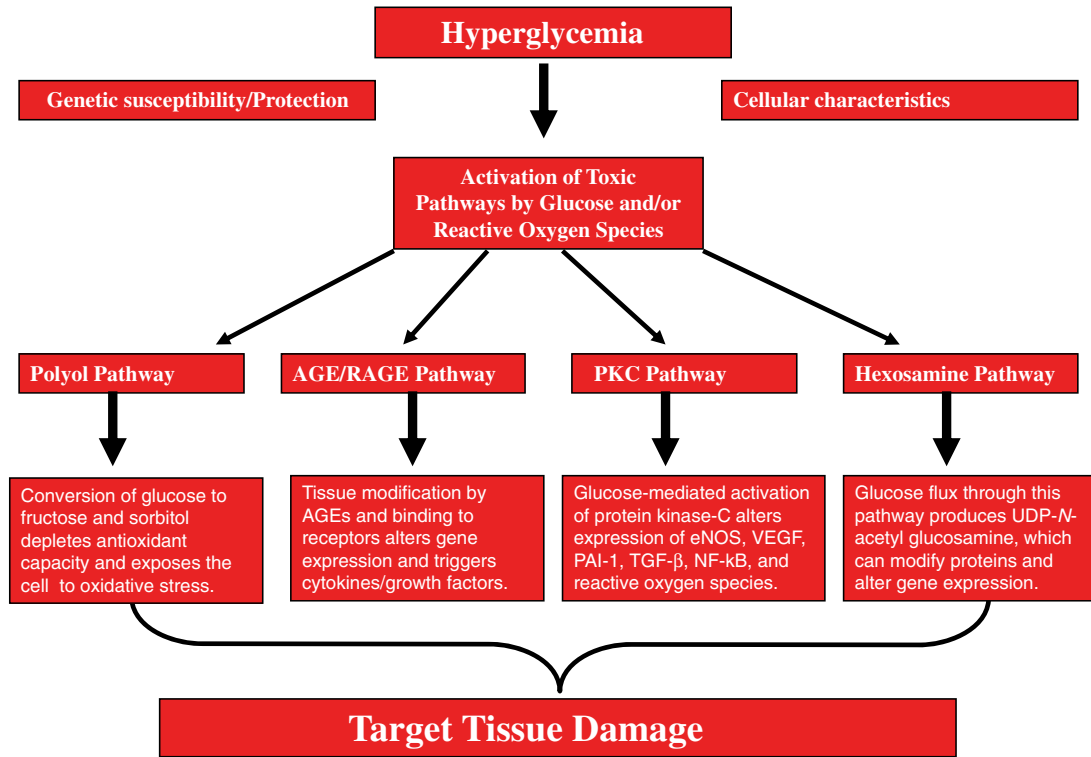 Hyperglycemia
Genetic susceptibility/Protection
Cellular characteristics
Activation of Toxic
Pathways by Glucose and/or
Reactive Oxygen Species
Polyol Pathway
AGE/RAGE Pathway
PKC Pathway
Hexosamine Pathway
Conversion of glucose to
fructose and sorbitol
depletes antioxidant
capacity and exposes the
cell to oxidative stress.
Tissue modification by
AGEs and binding to
receptors alters gene
expression and triggers
cytokines/growth factors.
Glucose-mediated activation
of protein kinase-C alters
expression of eNOS, VEGF,
PAI-1, TGF-β, NF-kB, and
reactive oxygen species.
Glucose flux through this
pathway produces UDP-N-
acetyl glucosamine, which
can modify proteins and
alter gene expression.
Target Tissue Damage